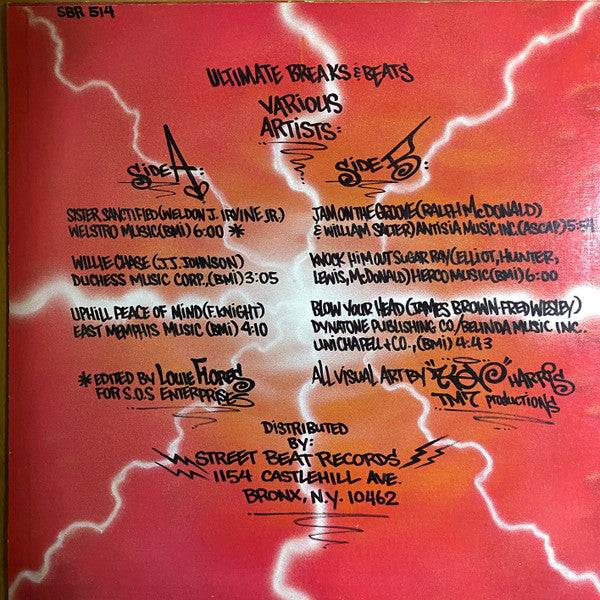 SBR 514
ULTIMATE BREAKS & BEATS
VARIOUS
ARTISTS:
SIDE A:
SISTER SANCTIFIED (WELDON J. IRVINE JR.)
WELSTRO MUSIC (BMI) 6:00 *
WILLIE CHASE (J.J. JOHNSON)
DUCHESS MUSIC CORP., (BMI) 3:05
UPHILL PEACE OF MIND (F. KNIGHT)
EAST MEMPHIS MUSIC, (BMI) 4:10
* EDITED BY LOUIE FLORES
FOR S.O.S ENTERPRISES
SIDE B:
JAM ON THE GROOVE (RALPH McDONALD)
& WILLIAM SALTER) ANTISIA MUSIC INC. (ASCAP) 5:54
KNOCK HIM OUT SUGAR RAY (ELLIOT, HUNTER,
LEWIS, McDONALD) HERCO MUSIC (BMI) 6:00
BLOW YOUR HEAD (JAMES BROWN-FRED WESLEY)
DYNATONE PUBLISHING CO/BELINDA MUSIC INC.
UNICHAPELL + CO., (BMI) 4:43
ALL VISUAL ART BY "KEV" HARRIS
TM7 PRODUCTIONS
DISTRIBUTED
BY:
STREET BEAT RECORDS
1154 CASTLEHILL AVE.
BRONX, N.Y. 10462